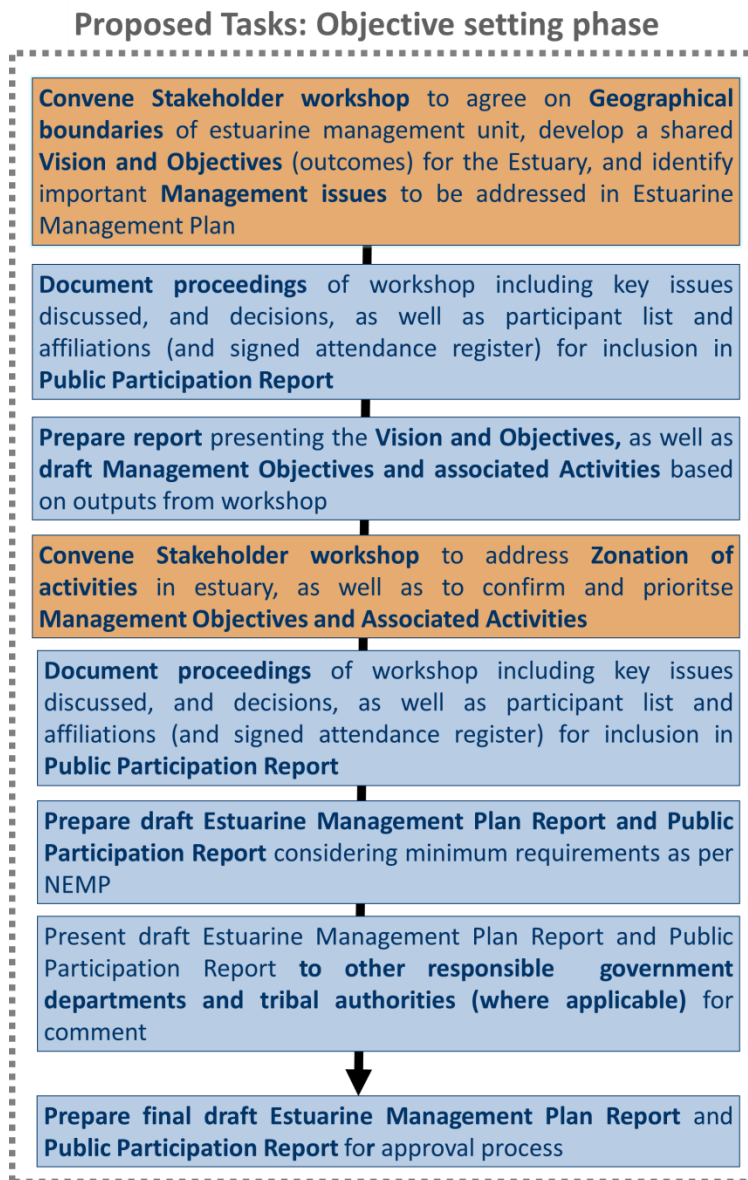 Proposed Tasks: Objective setting phase
Convene Stakeholder workshop to agree on Geographical
boundaries of estuarine management unit, develop a shared
Vision and Objectives (outcomes) for the Estuary, and identify
important Management issues to be addressed in Estuarine
Management Plan
Document proceedings of workshop including key issues
discussed, and decisions, as well as participant list and
affiliations (and signed attendance register) for inclusion in
Public Participation Report
Prepare report presenting the Vision and Objectives, as well as
draft Management Objectives and associated Activities based
on outputs from workshop
Convene Stakeholder workshop to address Zonation of
activities in estuary, as well as to confirm and prioritse
Management Objectives and Associated Activities
Document proceedings of workshop including key issues
discussed, and decisions, as well as participant list and
affiliations (and signed attendance register) for inclusion in
Public Participation Report
Prepare draft Estuarine Management Plan Report and Public
Participation Report considering minimum requirements as per
NEMP
Present draft Estuarine Management Plan Report and Public
Participation Report to other responsible government
departments and tribal authorities (where applicable) for
comment
Prepare final draft Estuarine Management Plan Report and
Public Participation Report for approval process